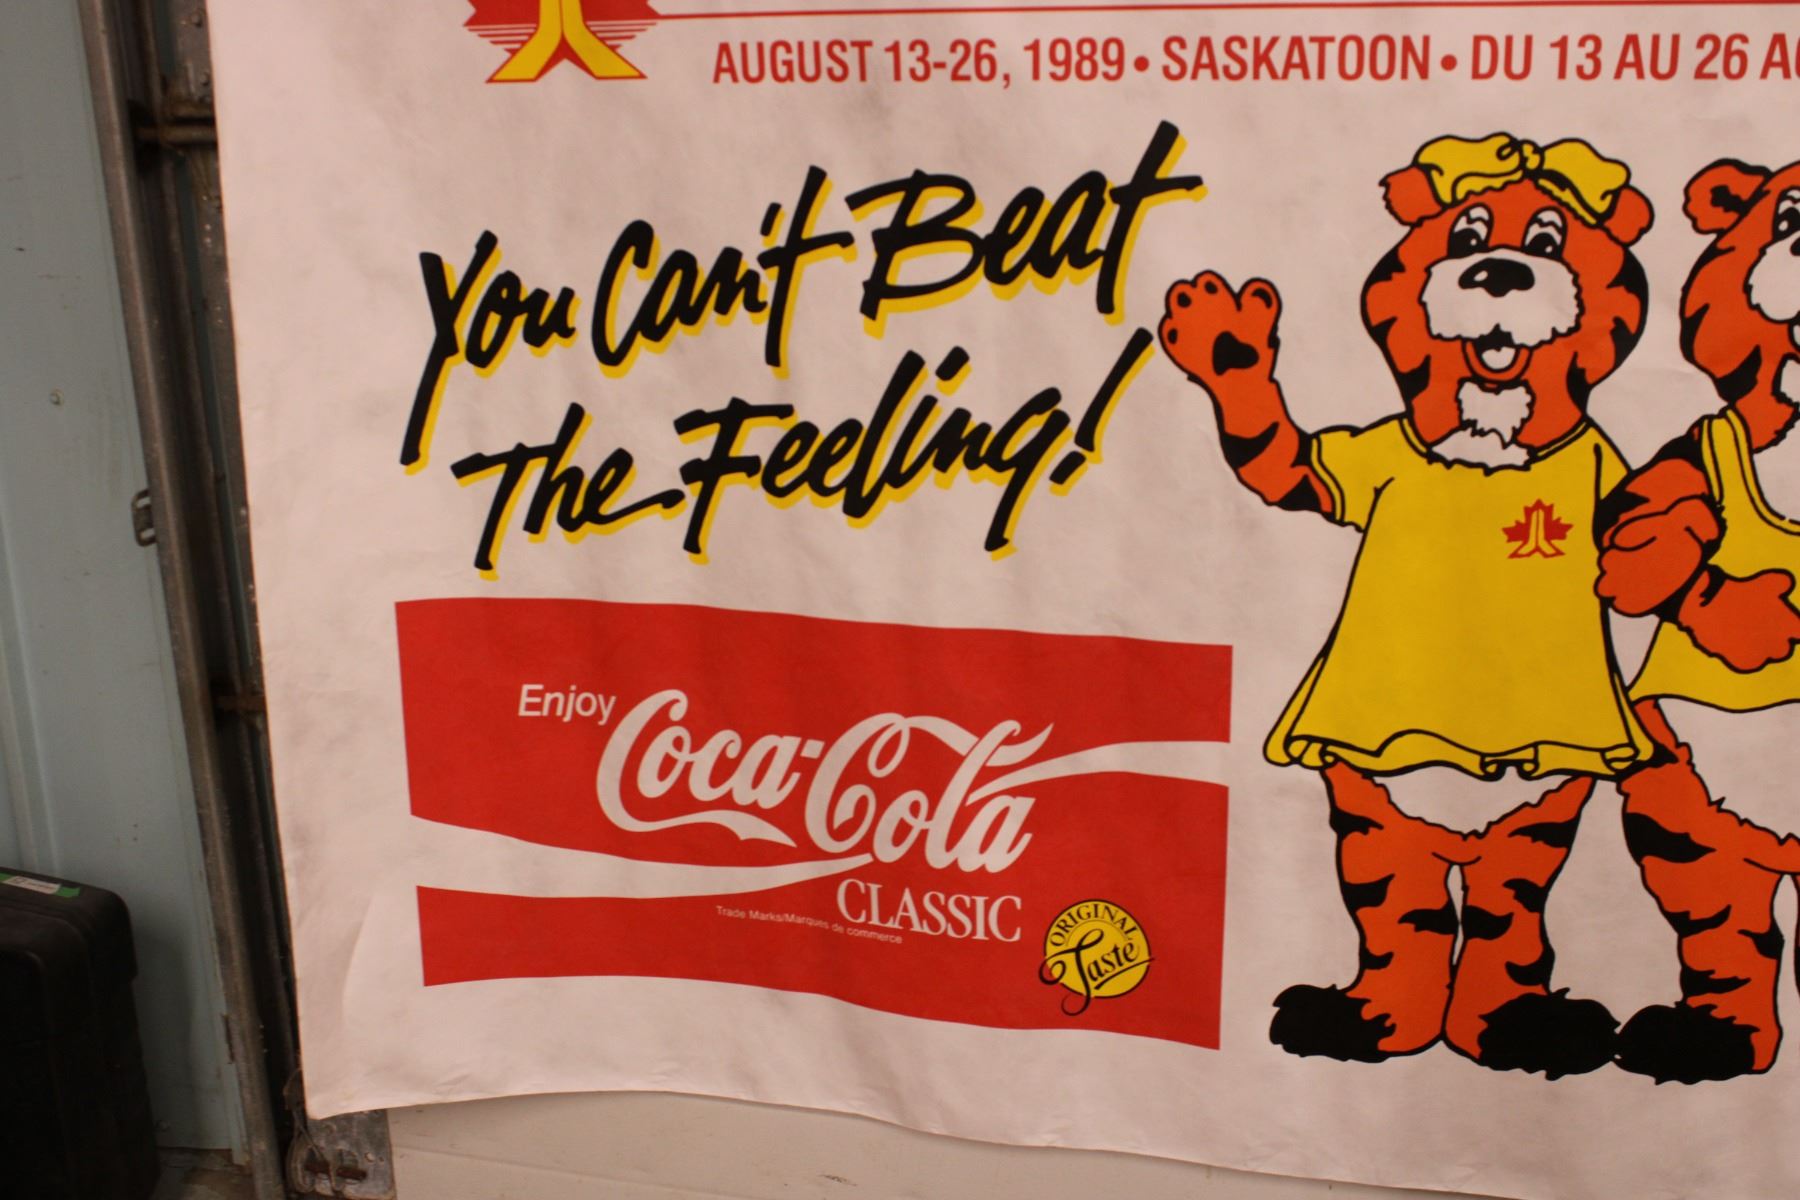 AUGUST 13-26, 1989 • SASKATOON • DU 13 AU 26 A
You Can't Beat
The Feeling!
Enjoy
Coca-Cola
CLASSIC
Trade Marks/Marques de commerce
ORIGINAL
Taste